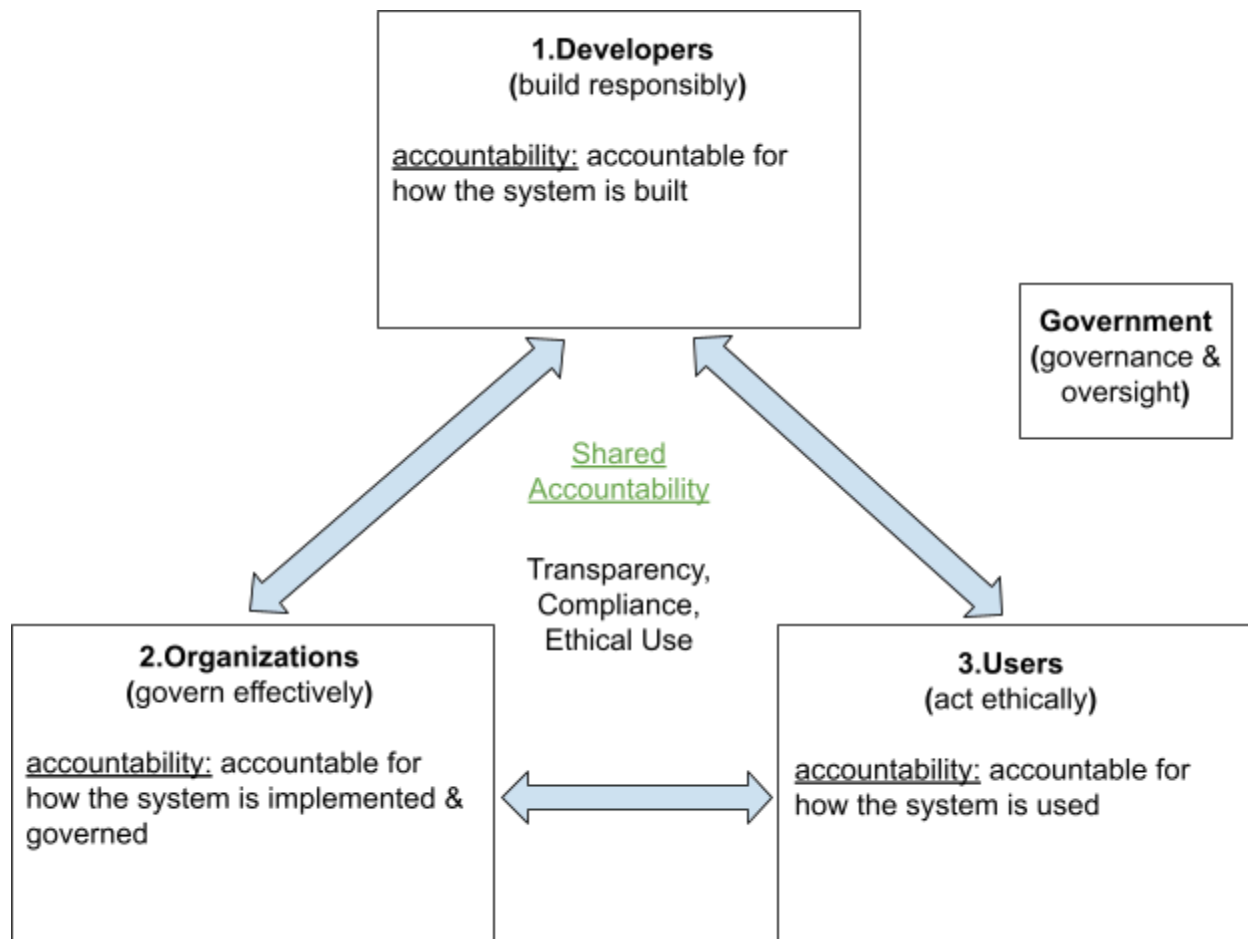 1.Developers
(build responsibly)
accountability: accountable for
how the system is built
Government
(governance &
oversight)
Shared
Accountability
Transparency,
Compliance,
Ethical Use
2.Organizations
(govern effectively)
accountability: accountable for
how the system is implemented &
governed
3.Users
(act ethically)
accountability: accountable for
how the system is used